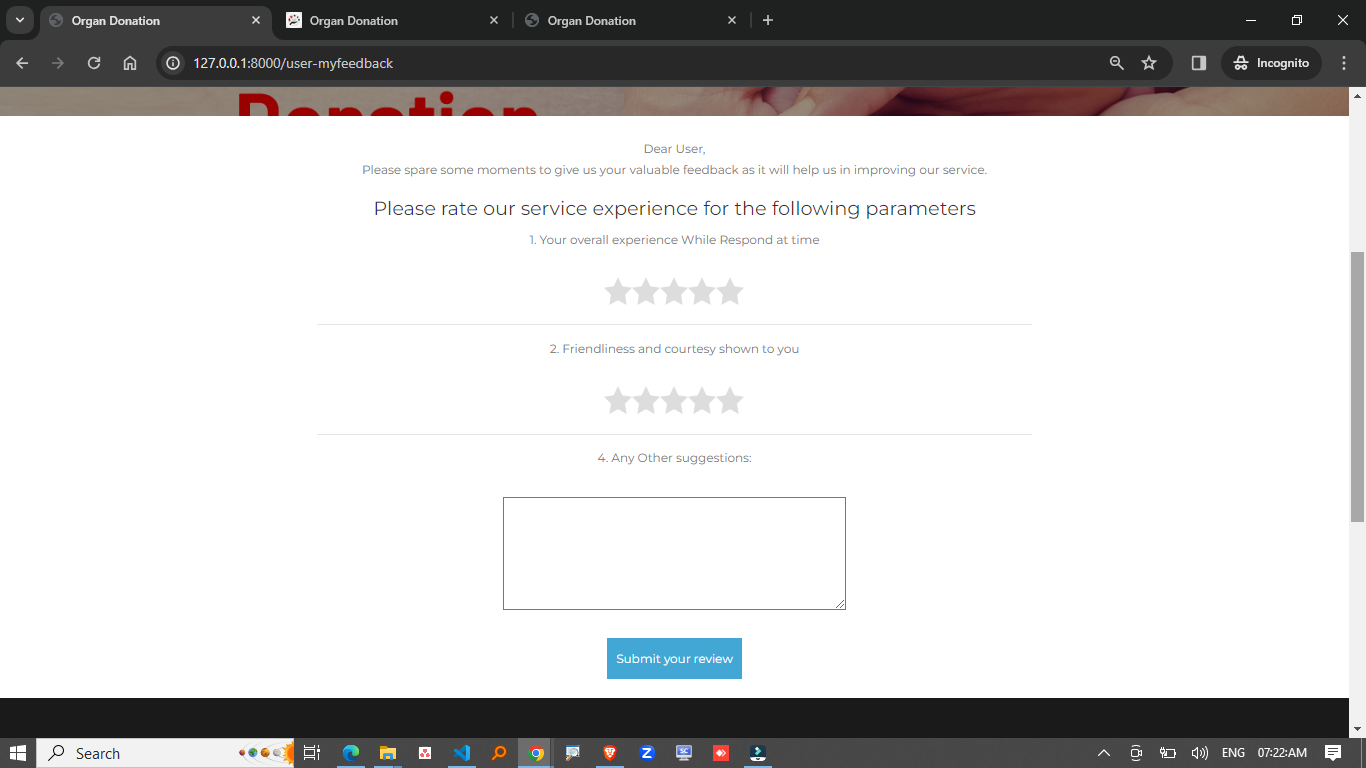 Organ Donation
Organ Donation
Organ Donation
127.0.0.1:8000/user-myfeedback
Incognito
Donation
Dear User,
Please spare some moments to give us your valuable feedback as it will help us in improving our service.
Please rate our service experience for the following parameters
1. Your overall experience While Respond at time
2. Friendliness and courtesy shown to you
4. Any Other suggestions:
Submit your review
Search
SC
ENG
07:22:AM